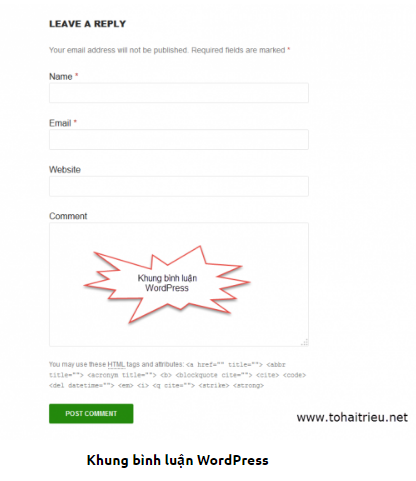 LEAVE A REPLY
Your email address will not be published. Required fields are marked *
Name *
Email *
Website
Comment
Khung bình luận
WordPress
You may use these HTML tags and attributes: <a href="" title=""> <abbr
title=""> <acronym title=""> <b> <blockquote cite=""> <cite> <code>
<del datetime=""> <em> <i> <q cite=""> <strike> <strong>
POST COMMENT
www.tohaitrieu.net
Khung bình luận WordPress